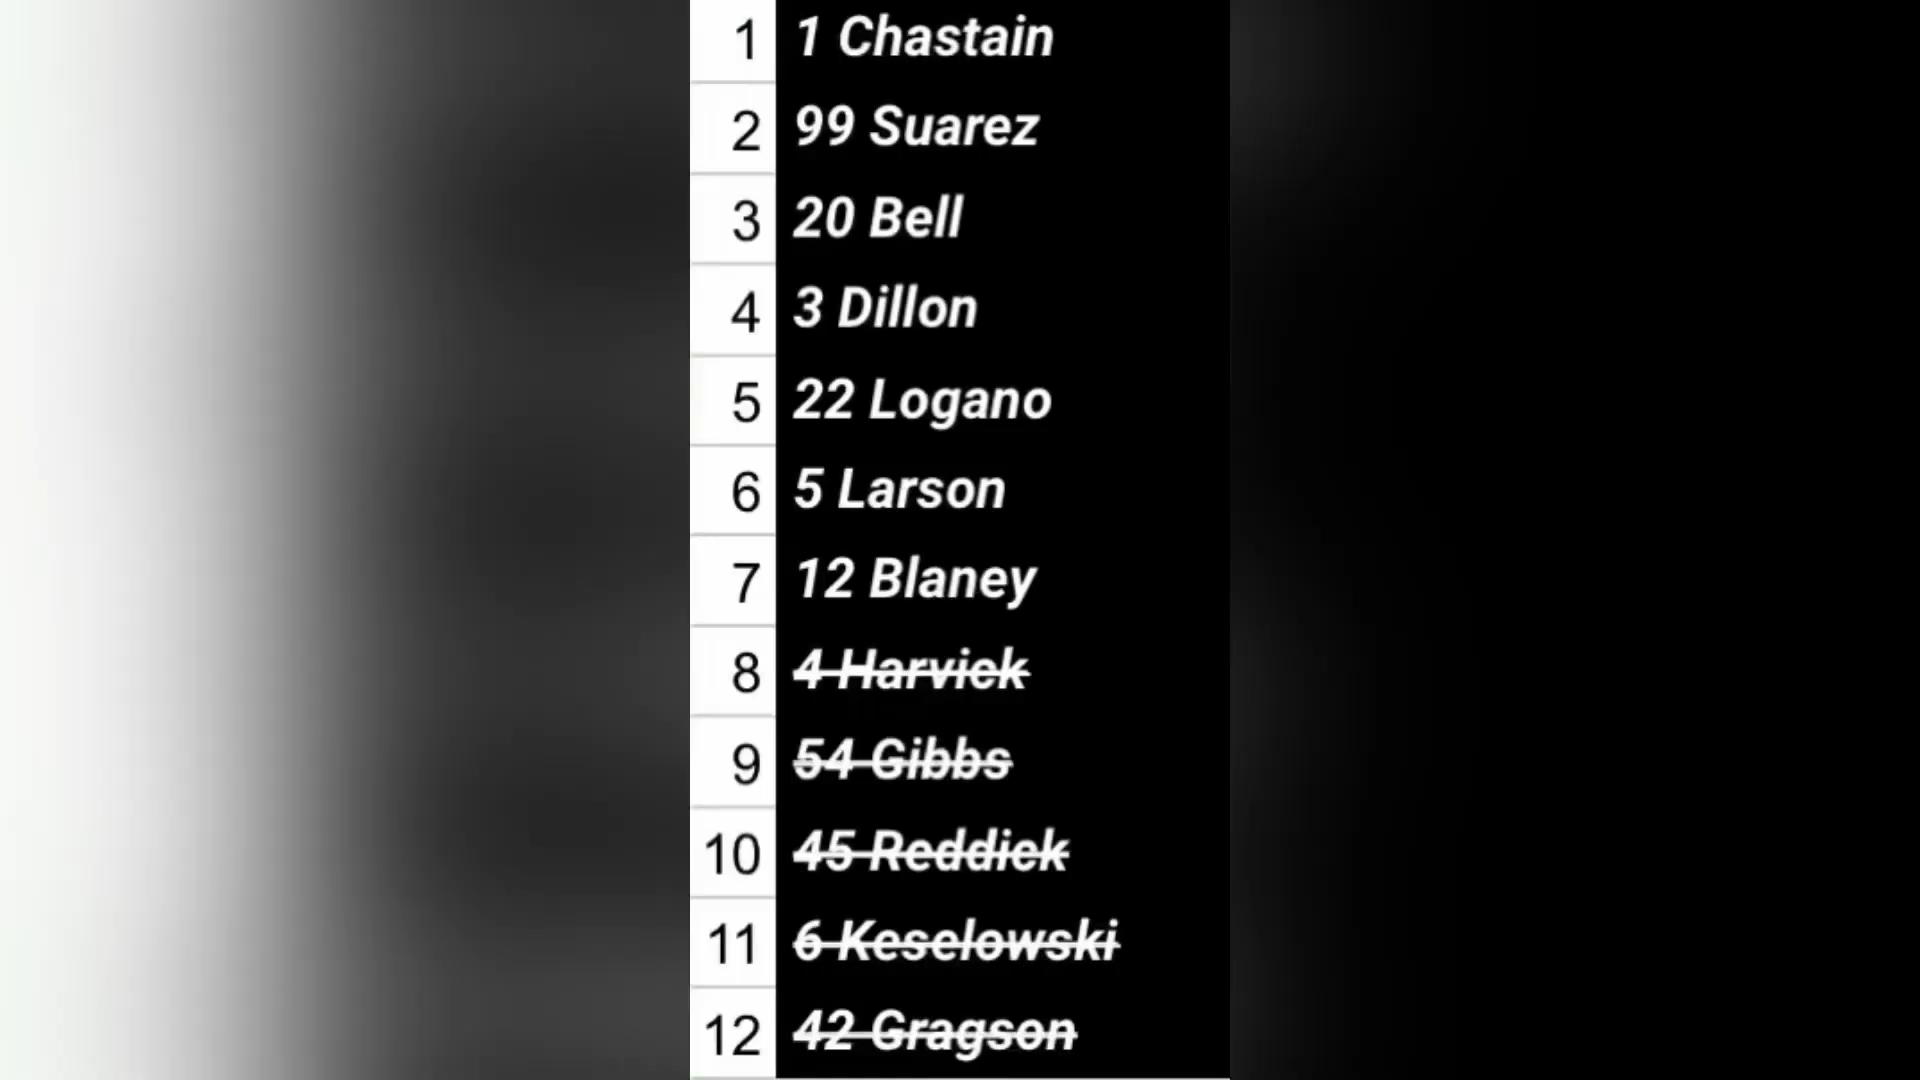 1 1 Chastain
2 99 Suarez
3 20 Bell
4 3 Dillon
5 22 Logano
6 5 Larson
7 12 Blaney
8 4 Harvick
9 54 Gibbs
10 45 Reddick
11 6 Keselowski
12 42 Gragson